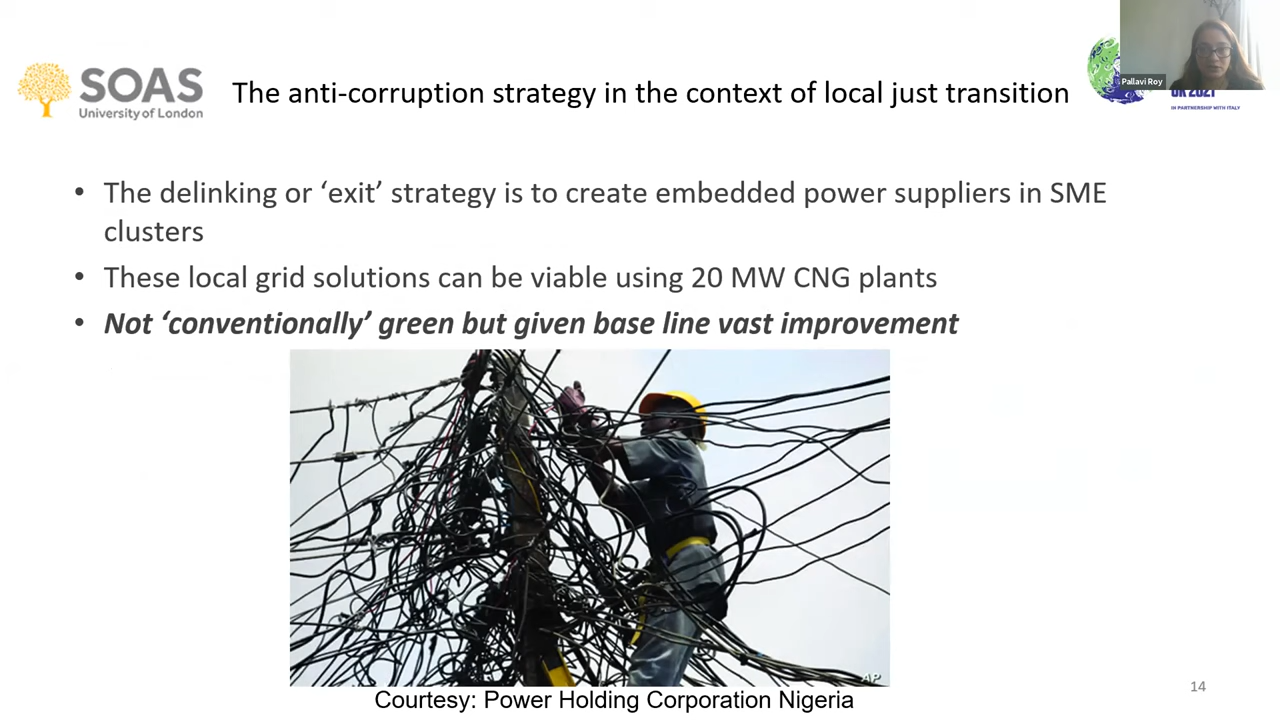 Pallavi Roy
SOAS
University of London
The anti-corruption strategy in the context of local just transition
UK 2021
IN PARTNERSHIP WITH ITALY
• The delinking or ‘exit’ strategy is to create embedded power suppliers in SME
clusters
• These local grid solutions can be viable using 20 MW CNG plants
• Not ‘conventionally’ green but given base line vast improvement
AP
Courtesy: Power Holding Corporation Nigeria
14